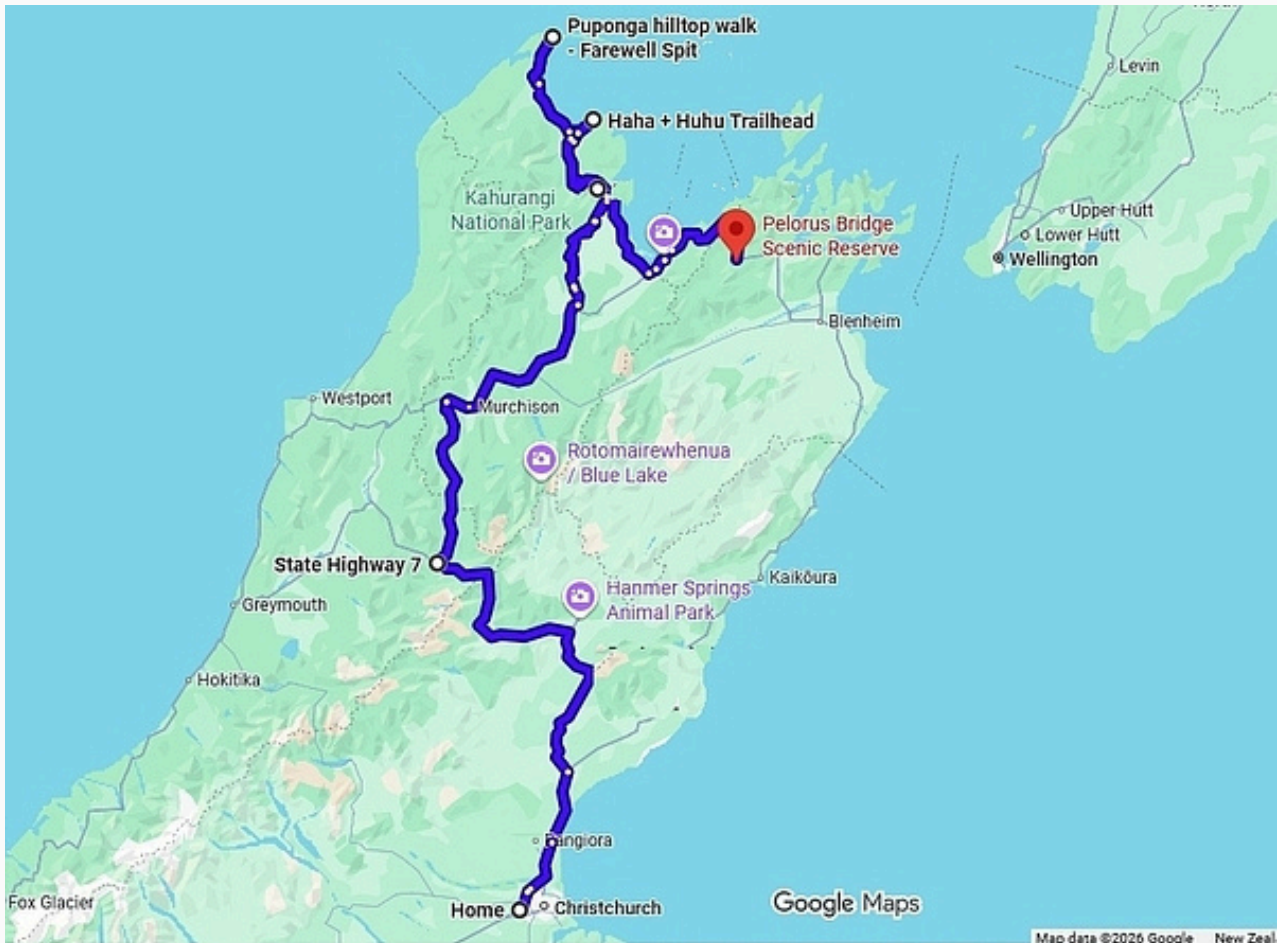 Puponga hilltop walk
- Farewell Spit
Levin
Haha + Huhu Trailhead
Kahurangi
National Park
Upper Hutt
Pelorus Bridge
Scenic Reserve
Lower Hutt
Wellington
Blenheim
Westport
Murchison
Rotomairewhenua
/ Blue Lake
State Highway 7
Kaikōura
Hanmer Springs
Animal Park
Greymouth
Hokitika
Rangiora
Fox Glacier
Home
Christchurch
Google Maps
Map data ©2026 Google
New Zeal